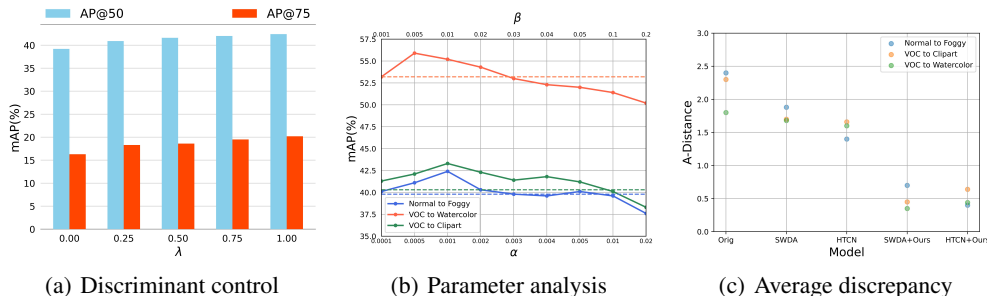 AP@50 AP@75
mAP(%)
40
35
30
25
20
15
10
5
0
0.00 0.25 0.50 0.75 1.00
λ
(a) Discriminant control
β
0.001 0.005 0.01 0.02 0.03 0.04 0.05 0.1 0.2
mAP(%)
57.5
55.0
52.5
50.0
47.5
45.0
42.5
40.0
37.5
35.0
Normal to Foggy
VOC to Watercolor
VOC to Clipart
0.0001 0.0005 0.001 0.002 0.003 0.004 0.005 0.01 0.02
α
(b) Parameter analysis
A-Distance
3.0
2.5
2.0
1.5
1.0
0.5
0.0
Normal to Foggy
VOC to Clipart
VOC to Watercolor
Orig SWDA HTCN SWDA+Ours HTCN+Ours
Model
(c) Average discrepancy